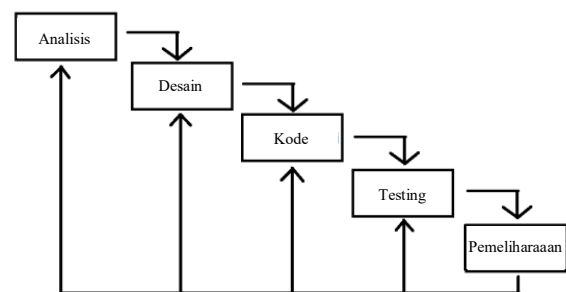 Analisis
Desain
Kode
Testing
Pemeliharaaan